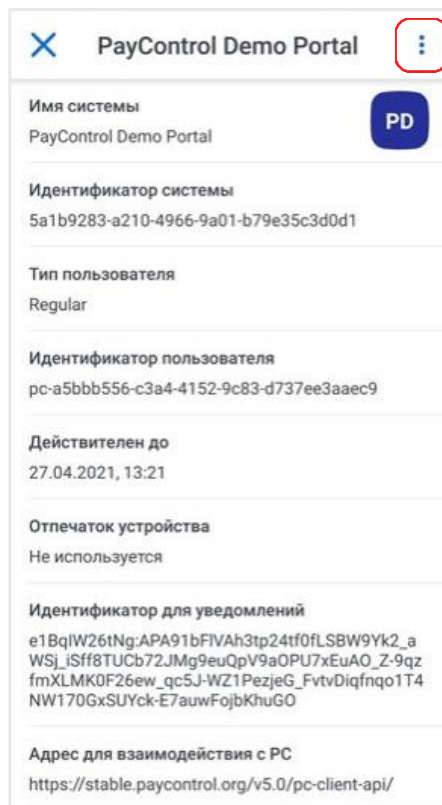 PayControl Demo Portal
Имя системы
PayControl Demo Portal
PD
Идентификатор системы
5a1b9283-a210-4966-9a01-b79e35c3d0d1
Тип пользователя
Regular
Идентификатор пользователя
pc-a5bbb556-c3a4-4152-9c83-d737ee3aaec9
Действителен до
27.04.2021, 13:21
Отпечаток устройства
Не используется
Идентификатор для уведомлений
e1BqIW26tNg:APA91bFlVAh3tp24tf0fLSBW9Yk2_a
WSj_iSff8TUCb72JMg9euQpV9aOPU7xEuAO_Z-9qz
fmXLMK0F26ew_qc5J-WZ1PezjeG_FvtvDiqfnqo1T4
NW170GxSUYck-E7auwFojbKhuGO
Адрес для взаимодействия с PC
https://stable.paycontrol.org/v5.0/pc-client-api/